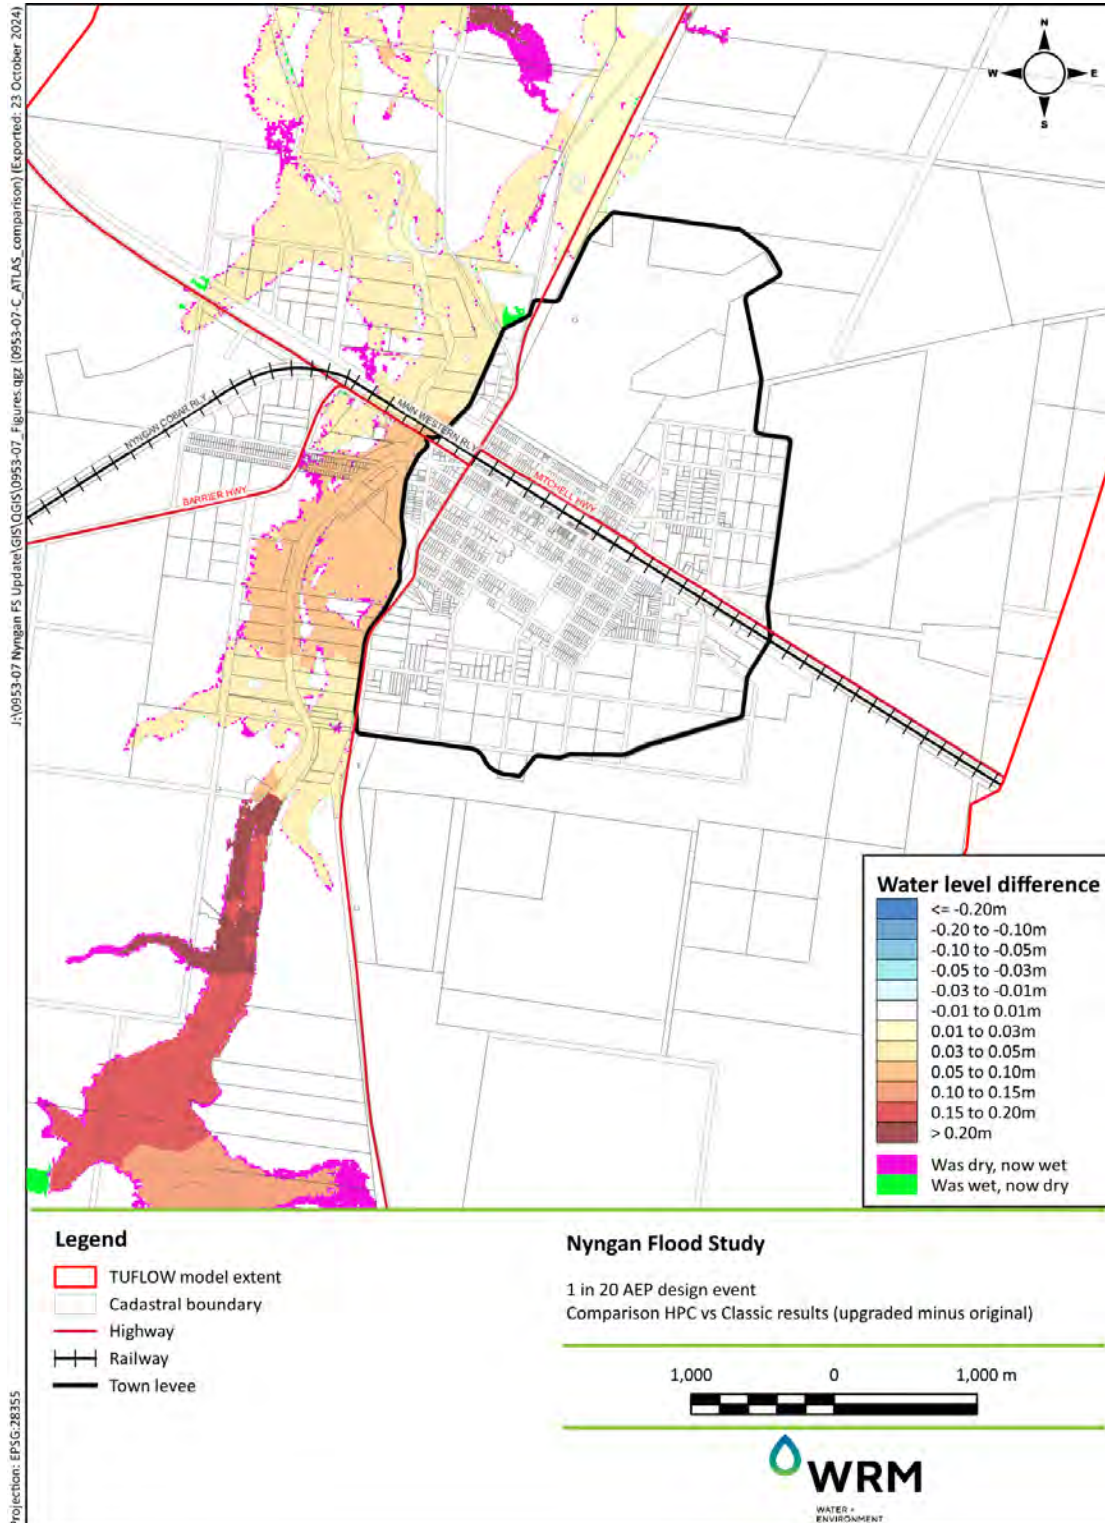 J:\0953-07 Nyngan FS Update\GIS\QGIS\0953-07_Figures.qgz (0953-07-C_ATLAS_comparison) (Exported: 23 October 2024)
N
W
E
S
NYNGAN COBAR RLY
MAIN WESTERN RLY
BARRIER HWY
MITCHELL HWY
Water level difference
<= -0.20m
-0.20 to -0.10m
-0.10 to -0.05m
-0.05 to -0.03m
-0.03 to -0.01m
-0.01 to 0.01m
0.01 to 0.03m
0.03 to 0.05m
0.05 to 0.10m
0.10 to 0.15m
0.15 to 0.20m
> 0.20m
Was dry, now wet
Was wet, now dry
Legend
TUFLOW model extent
Cadastral boundary
Highway
Railway
Town levee
Nyngan Flood Study
1 in 20 AEP design event
Comparison HPC vs Classic results (upgraded minus original)
1,000 0 1,000 m
WRM
WATER +
ENVIRONMENT
Projection: EPSG:28355